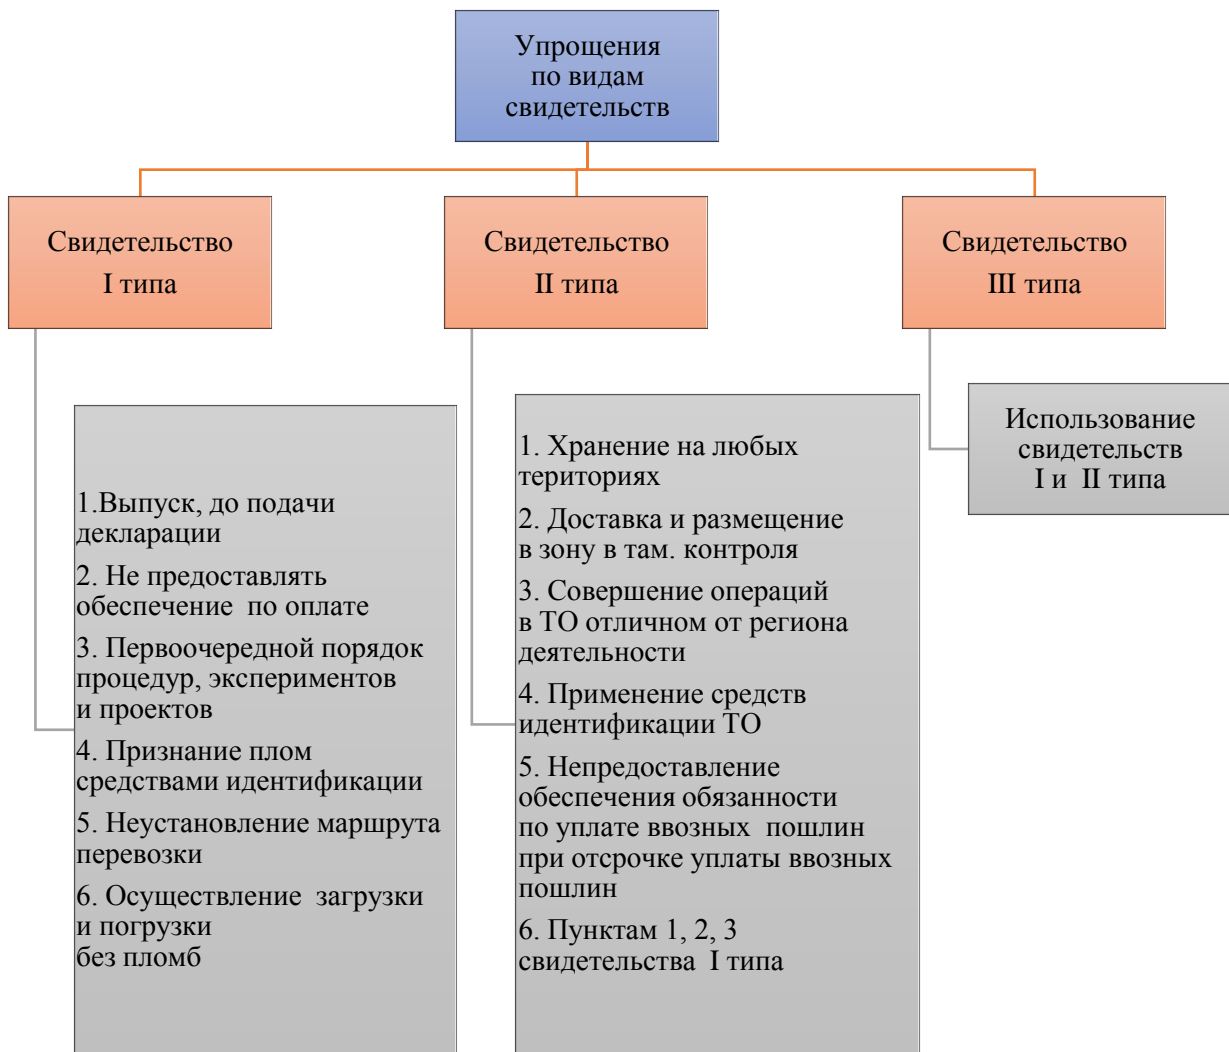 Упрощения
по видам
свидетельств
Свидетельство
I типа
Свидетельство
II типа
Свидетельство
III типа
1.Выпуск, до подачи
декларации
2. Не предоставлять
обеспечение по оплате
3. Первоочередной порядок
процедур, экспериментов
и проектов
4. Признание плом
средствами идентификации
5. Неустановление маршрута
перевозки
6. Осуществление загрузки
и погрузки
без пломб
1. Хранение на любых
териториях
2. Доставка и размещение
в зону в там. контроля
3. Совершение операций
в ТО отличном от региона
деятельности
4. Применение средств
идентификации ТО
5. Непредоставление
обеспечения обязанности
по уплате ввозных пошлин
при отсрочке уплаты ввозных
пошлин
6. Пунктам 1, 2, 3
свидетельства I типа
Использование
свидетельств
I и II типа